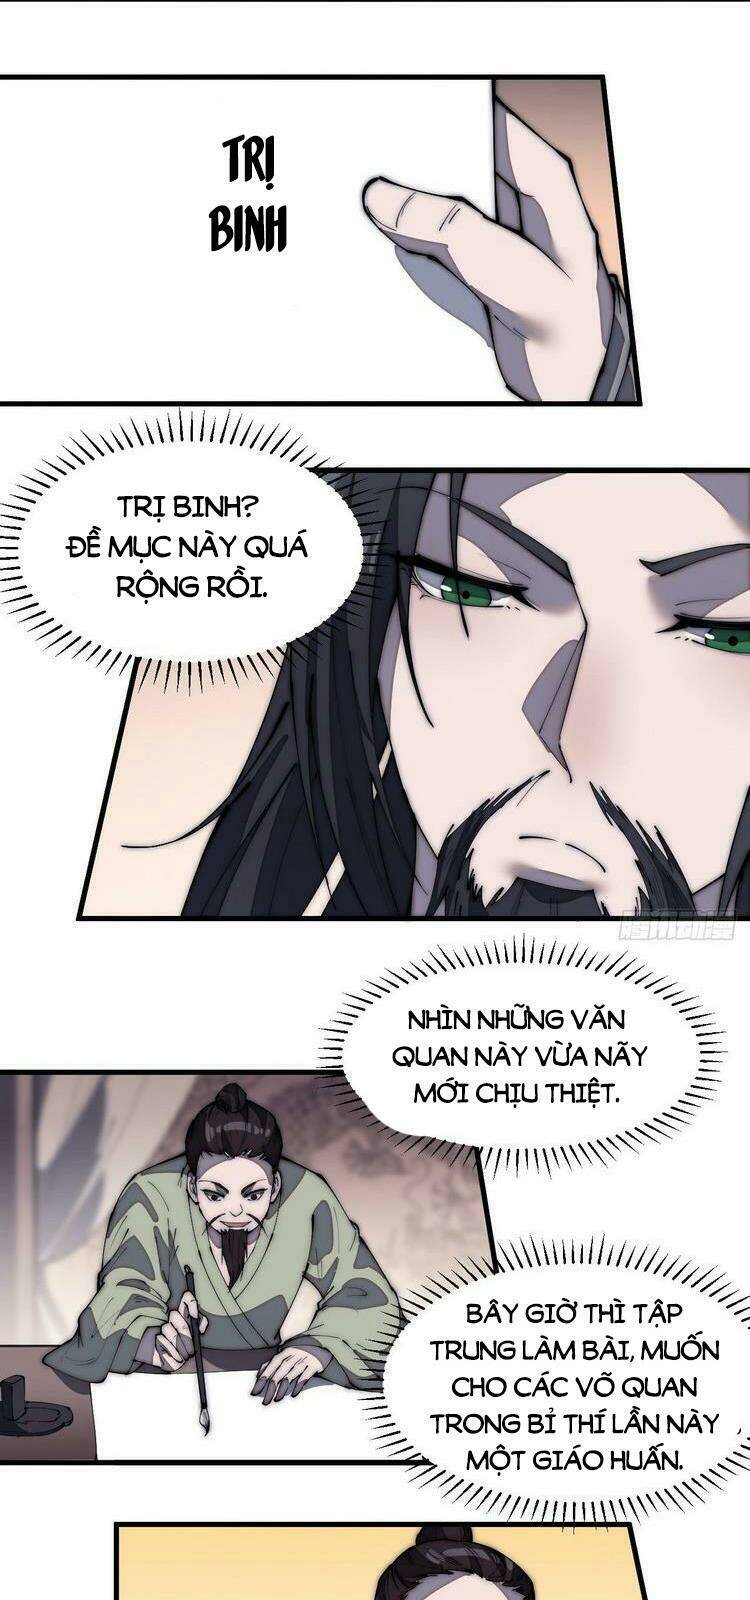 TRỊ
BINH
TRỊ BINH?
ĐỀ MỤC NÀY QUÁ
RỘNG RỒI.
NHÌN NHỮNG VĂN
QUAN NÀY VỪA NÃY
MỚI CHỊU THIỆT.
BÂY GIỜ THÌ TẬP
TRUNG LÀM BÀI, MUỐN
CHO CÁC VÕ QUAN
TRONG BỈ THÍ LẦN NÀY
MỘT GIÁO HUẤN.